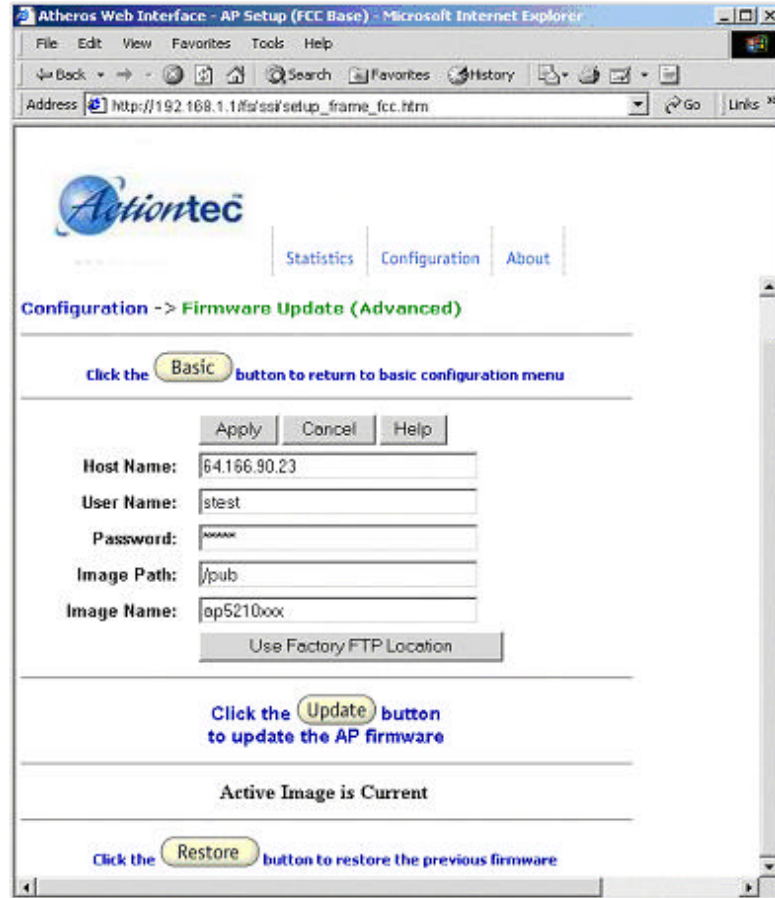 Atheros Web Interface - AP Setup (FCC Base) - Microsoft Internet Explorer
File Edit View Favorites Tools Help
Back Search Favorites History
Address http://192.168.1.1/fs/ssi/setup_frame_fcc.htm Go Links »
Actiontec
Statistics Configuration About
Configuration -> Firmware Update (Advanced)
Click the Basic button to return to basic configuration menu
Apply Cancel Help
Host Name: 64.166.90.23
User Name: stest
Password: *****
Image Path: /pub
Image Name: ap5210xxx
Use Factory FTP Location
Click the Update button
to update the AP firmware
Active Image is Current
Click the Restore button to restore the previous firmware